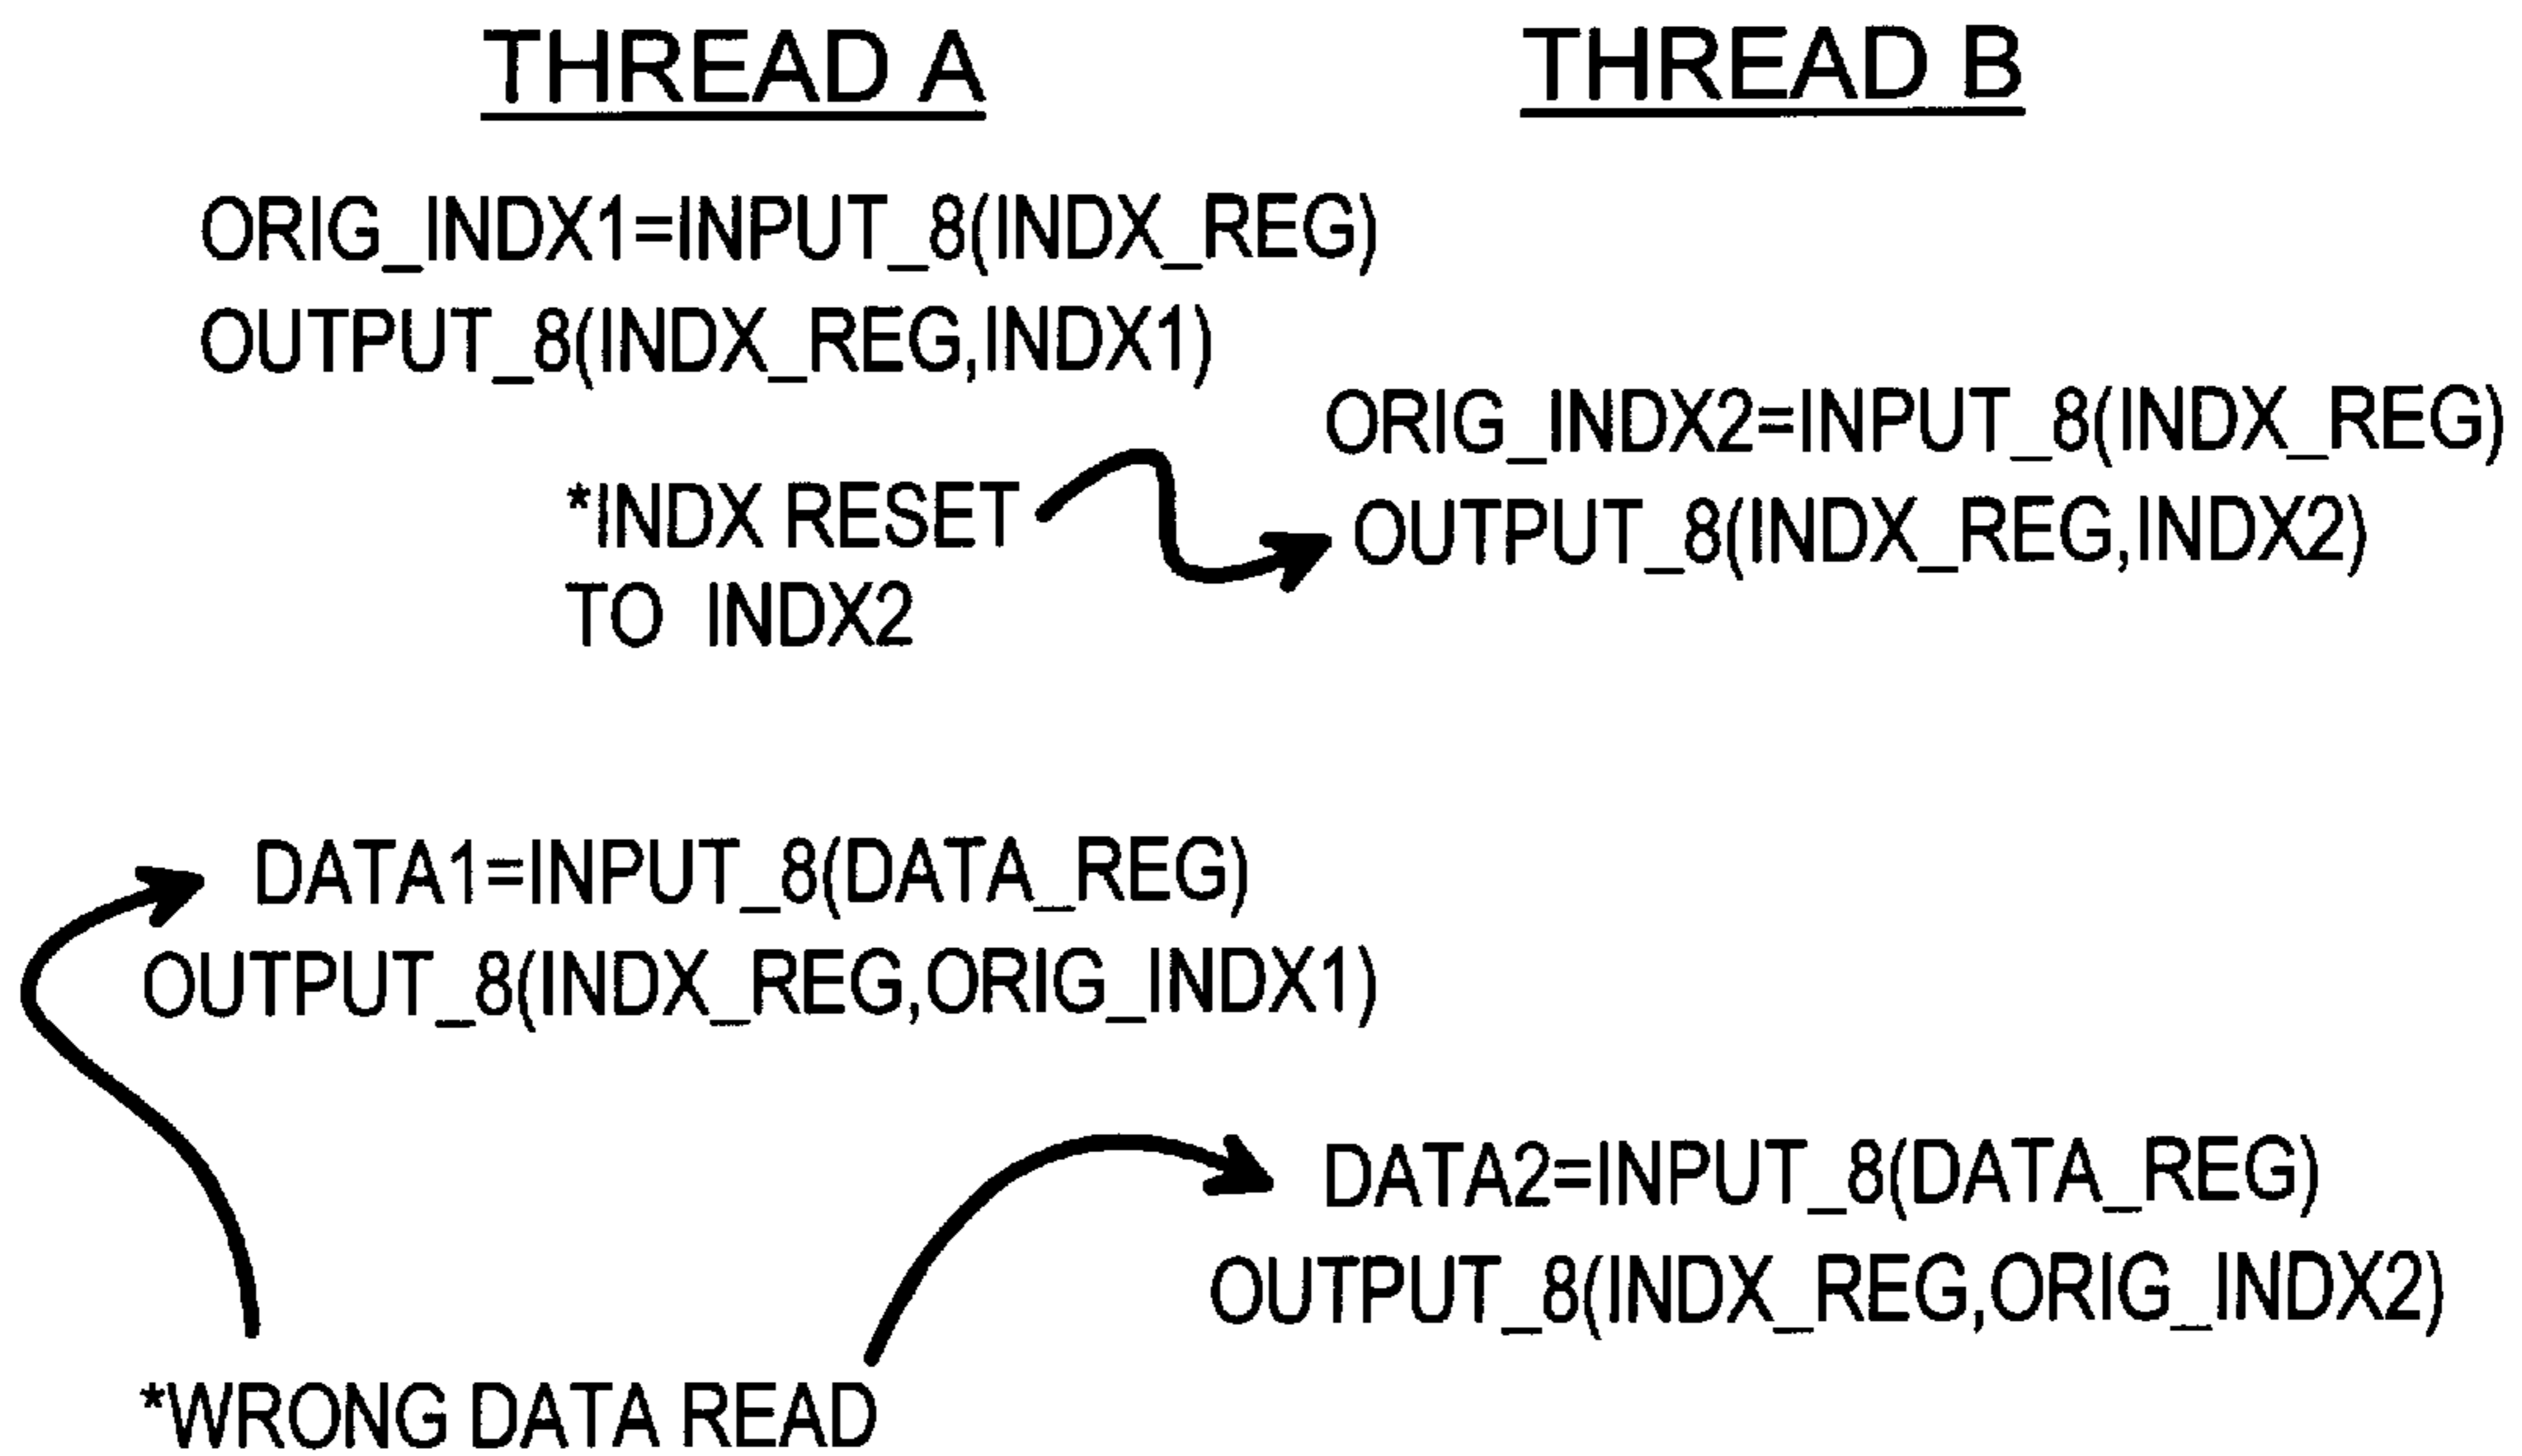 THREAD A
THREAD B
ORIG_INDX1=INPUT_8(INDX_REG)
OUTPUT_8(INDX_REG,INDX1)
ORIG_INDX2=INPUT_8(INDX_REG)
*INDX RESET
TO INDX2
OUTPUT_8(INDX_REG,INDX2)
DATA1=INPUT_8(DATA_REG)
OUTPUT_8(INDX_REG,ORIG_INDX1)
DATA2=INPUT_8(DATA_REG)
OUTPUT_8(INDX_REG,ORIG_INDX2)
*WRONG DATA READ